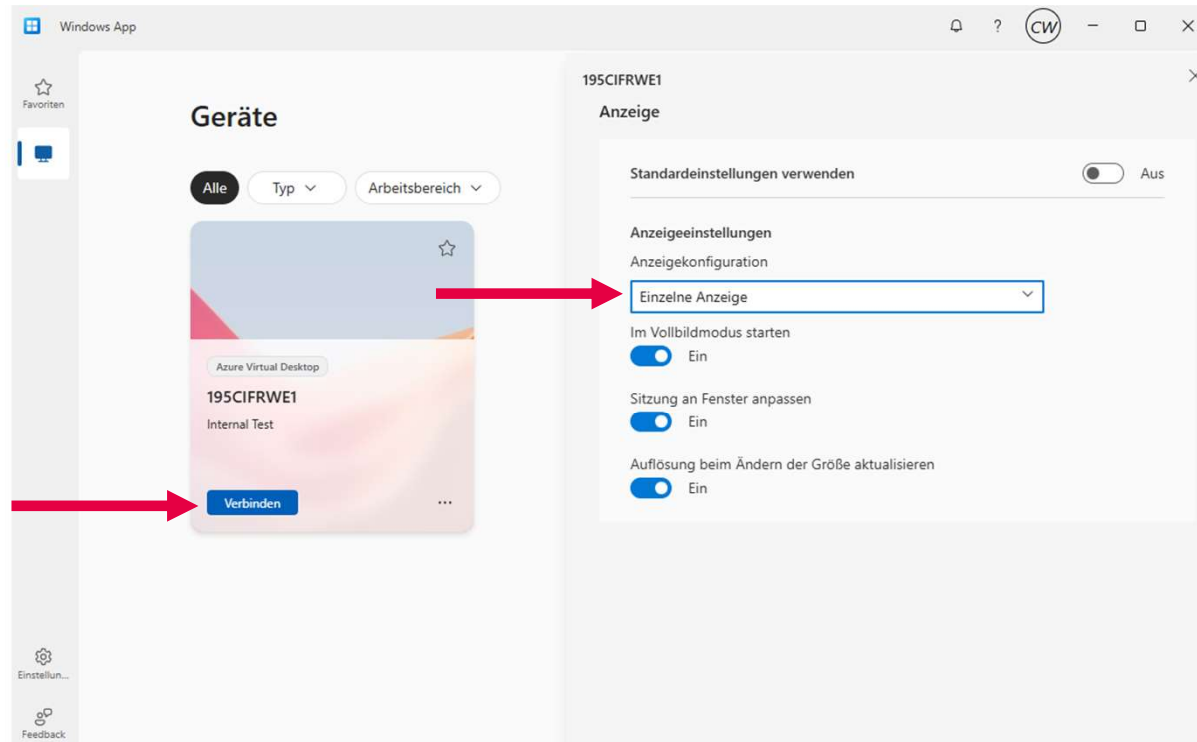 Windows App
?
CW
Favoriten
Geräte
Alle
Typ
Arbeitsbereich
Azure Virtual Desktop
195CIFRWE1
Internal Test
Verbinden
...
Einstellun...
Feedback
195CIFRWE1
Anzeige
Standardeinstellungen verwenden
Aus
Anzeigeeinstellungen
Anzeigekonfiguration
Einzelne Anzeige
Im Vollbildmodus starten
Ein
Sitzung an Fenster anpassen
Ein
Auflösung beim Ändern der Größe aktualisieren
Ein